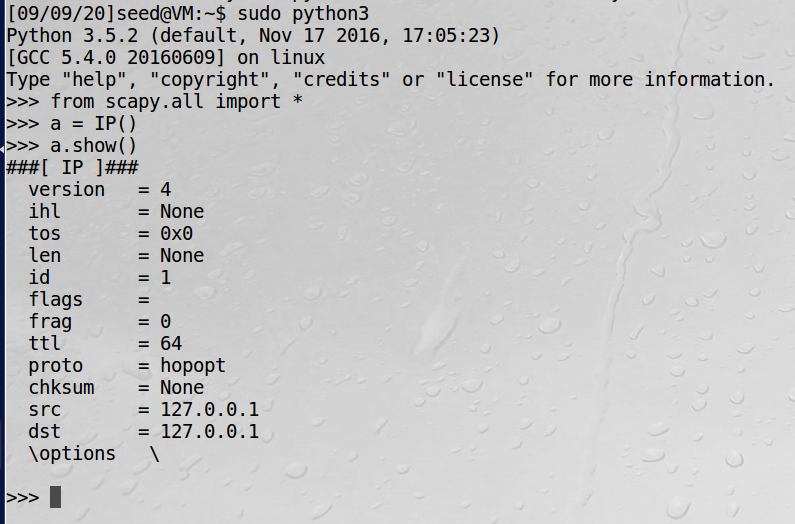 [09/09/20]seed@VM:~$ sudo python3
Python 3.5.2 (default, Nov 17 2016, 17:05:23)
[GCC 5.4.0 20160609] on linux
Type "help", "copyright", "credits" or "license" for more information.
>>> from scapy.all import *
>>> a = IP()
>>> a.show()
###[ IP ]###
  version   = 4
  ihl       = None
  tos       = 0x0
  len       = None
  id        = 1
  flags     =
  frag      = 0
  ttl       = 64
  proto     = hopopt
  chksum    = None
  src       = 127.0.0.1
  dst       = 127.0.0.1
  \options   \
>>>